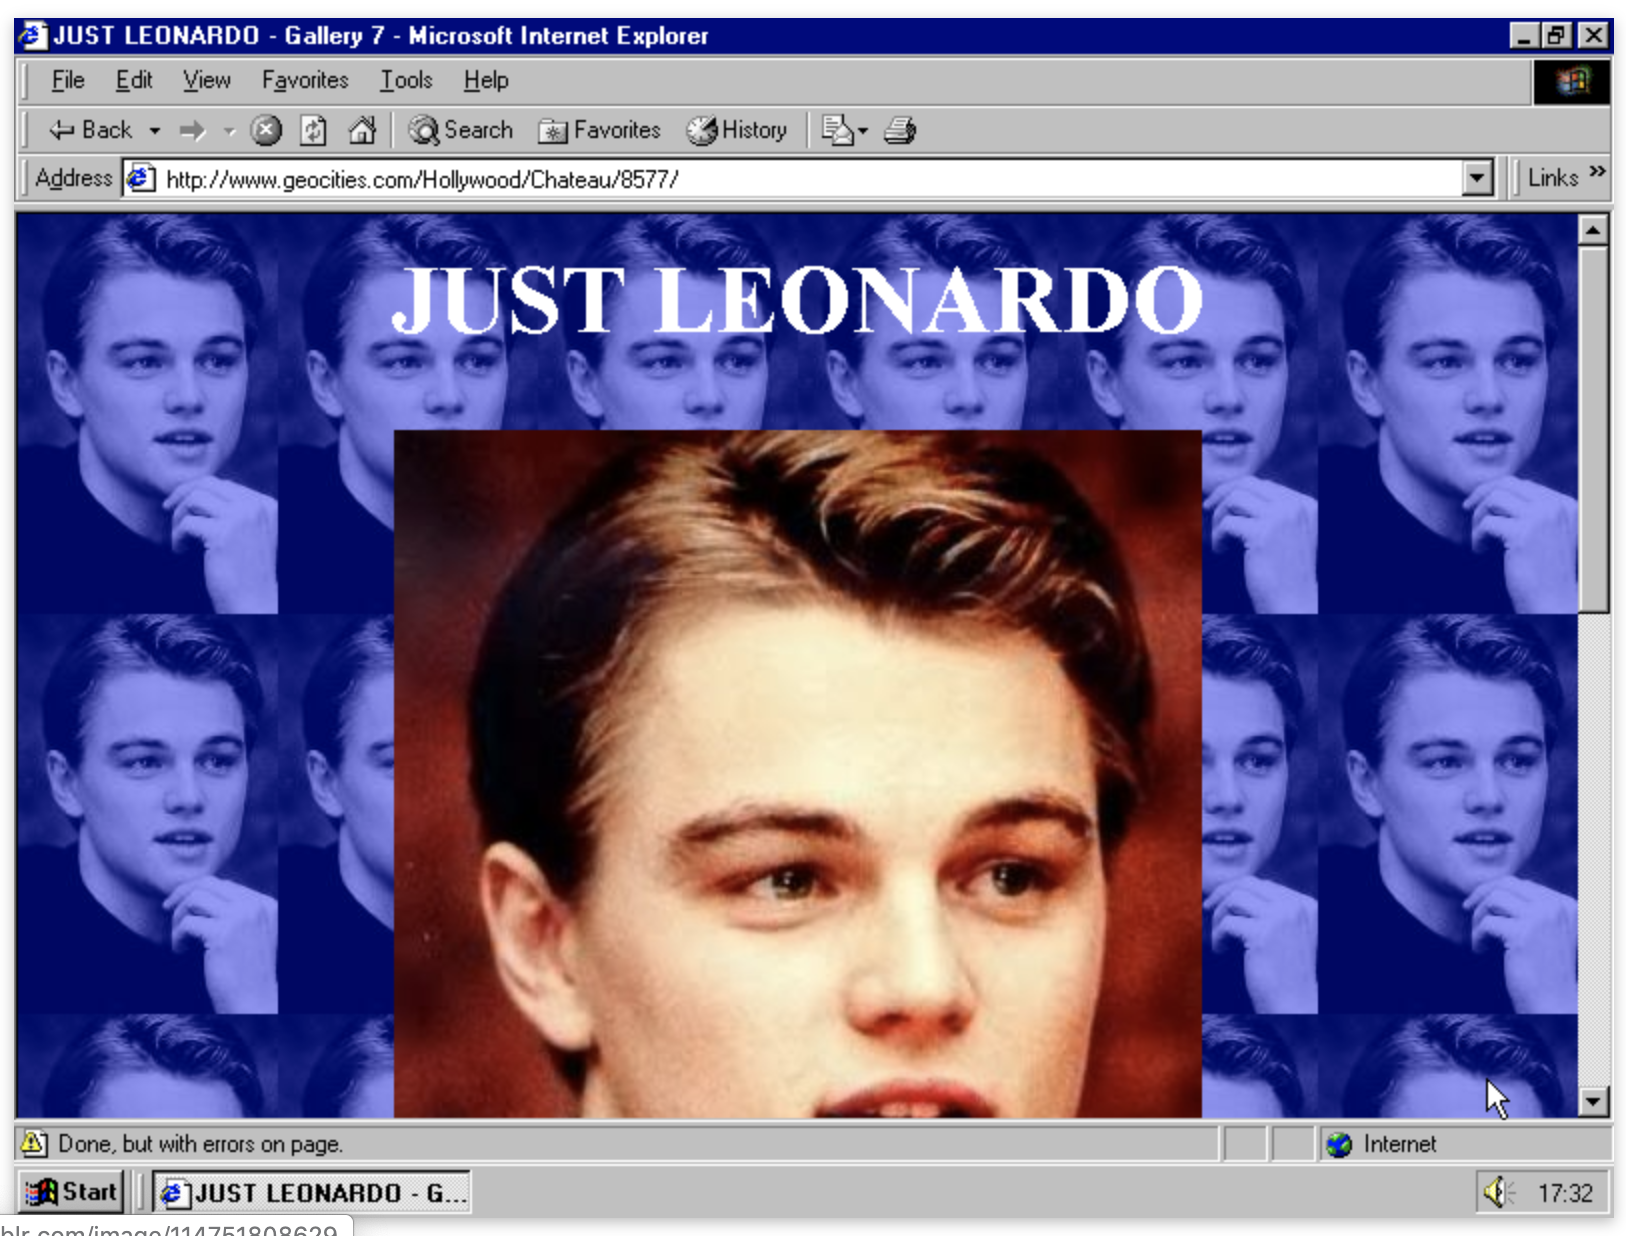 JUST LEONARDO - Gallery 7 - Microsoft Internet Explorer
File Edit View Favorites Tools Help
Back Search Favorites History
Address http://www.geocities.com/Hollywood/Chateau/8577/ Links »
JUST LEONARDO
Done, but with errors on page. Internet
Start JUST LEONARDO - G... 17:32
blr.com/image/114751808629